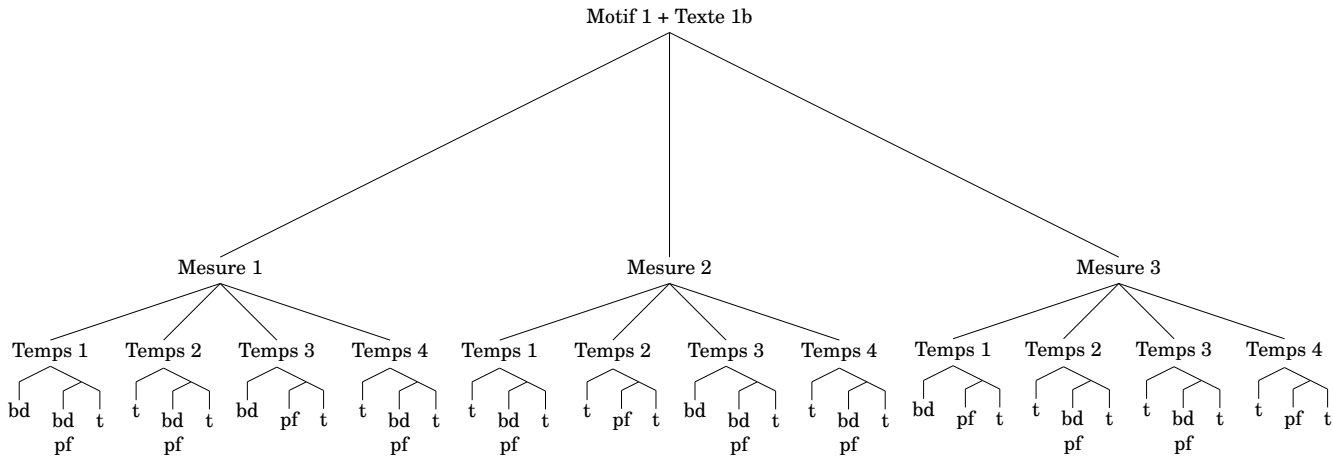 Motif 1 + Texte 1b
Mesure 1 Mesure 2 Mesure 3
Temps 1 Temps 2 Temps 3 Temps 4 Temps 1 Temps 2 Temps 3 Temps 4 Temps 1 Temps 2 Temps 3 Temps 4
bd bd t t bd t bd pf t t bd t t bd t t pf t bd bd t t bd t bd pf t t bd t t bd t t pf t
pf pf pf pf pf pf pf pf